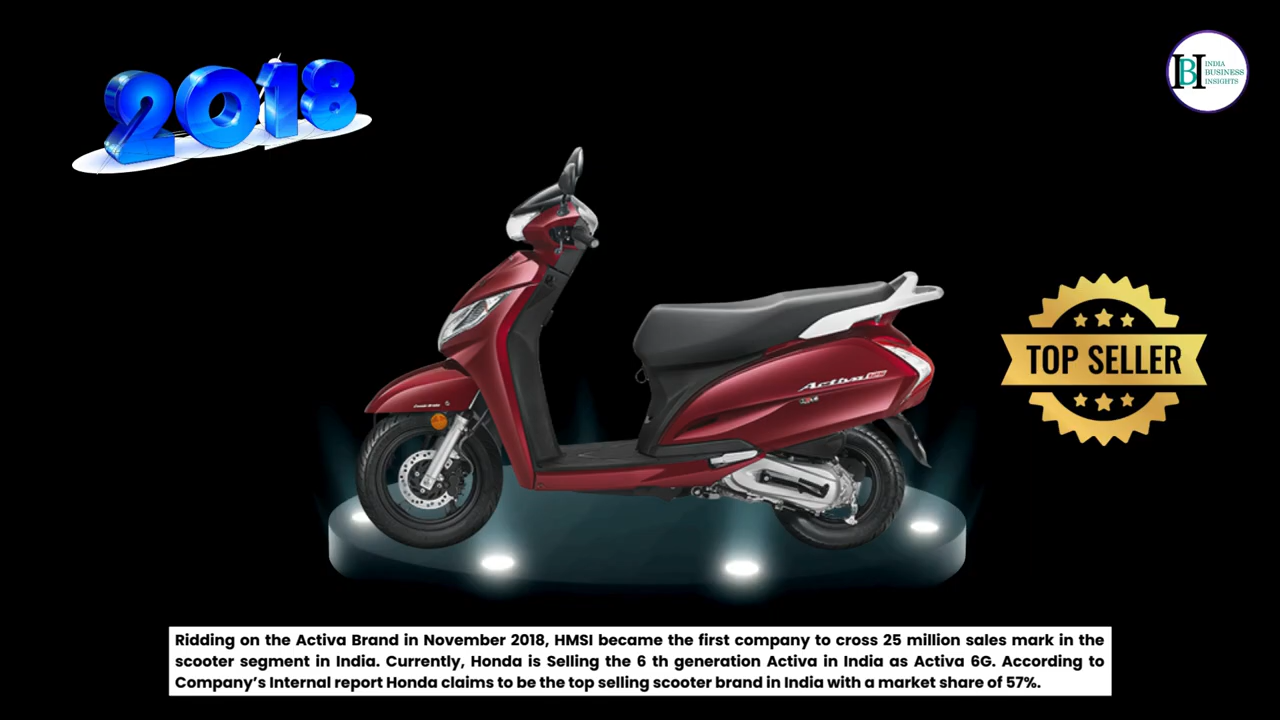 2018
BI
INDIA
BUSINESS
INSIGHTS
TOP SELLER
Activa 125
Ridding on the Activa Brand in November 2018, HMSI became the first company to cross 25 million sales mark in the
scooter segment in India. Currently, Honda is Selling the 6 th generation Activa in India as Activa 6G. According to
Company's Internal report Honda claims to be the top selling scooter brand in India with a market share of 57%.